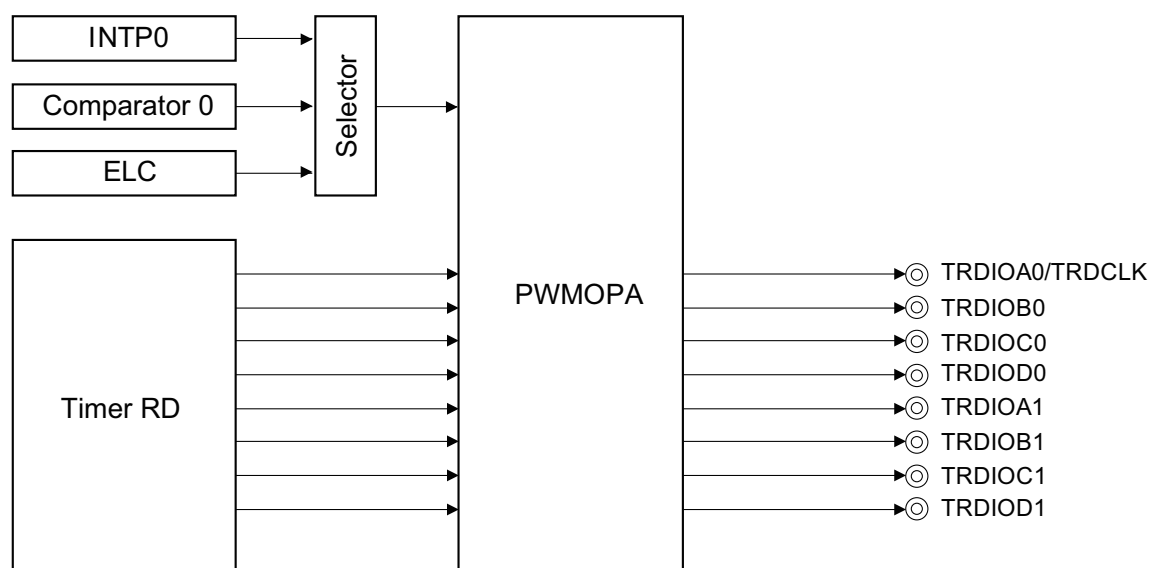 INTP0
Comparator 0
ELC
Selector
Timer RD
PWMOPA
TRDIOA0/TRDCLK
TRDIOB0
TRDIOC0
TRDIOD0
TRDIOA1
TRDIOB1
TRDIOC1
TRDIOD1